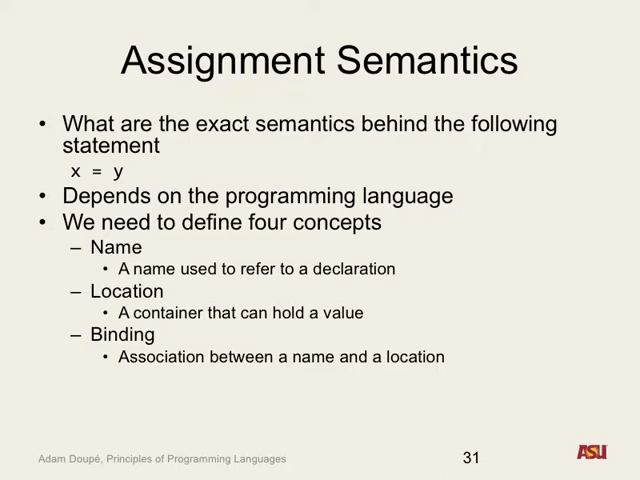 Assignment Semantics
• What are the exact semantics behind the following
statement
x = y
• Depends on the programming language
• We need to define four concepts
– Name
• A name used to refer to a declaration
– Location
• A container that can hold a value
– Binding
• Association between a name and a location
Adam Doupé, Principles of Programming Languages
31
ASU